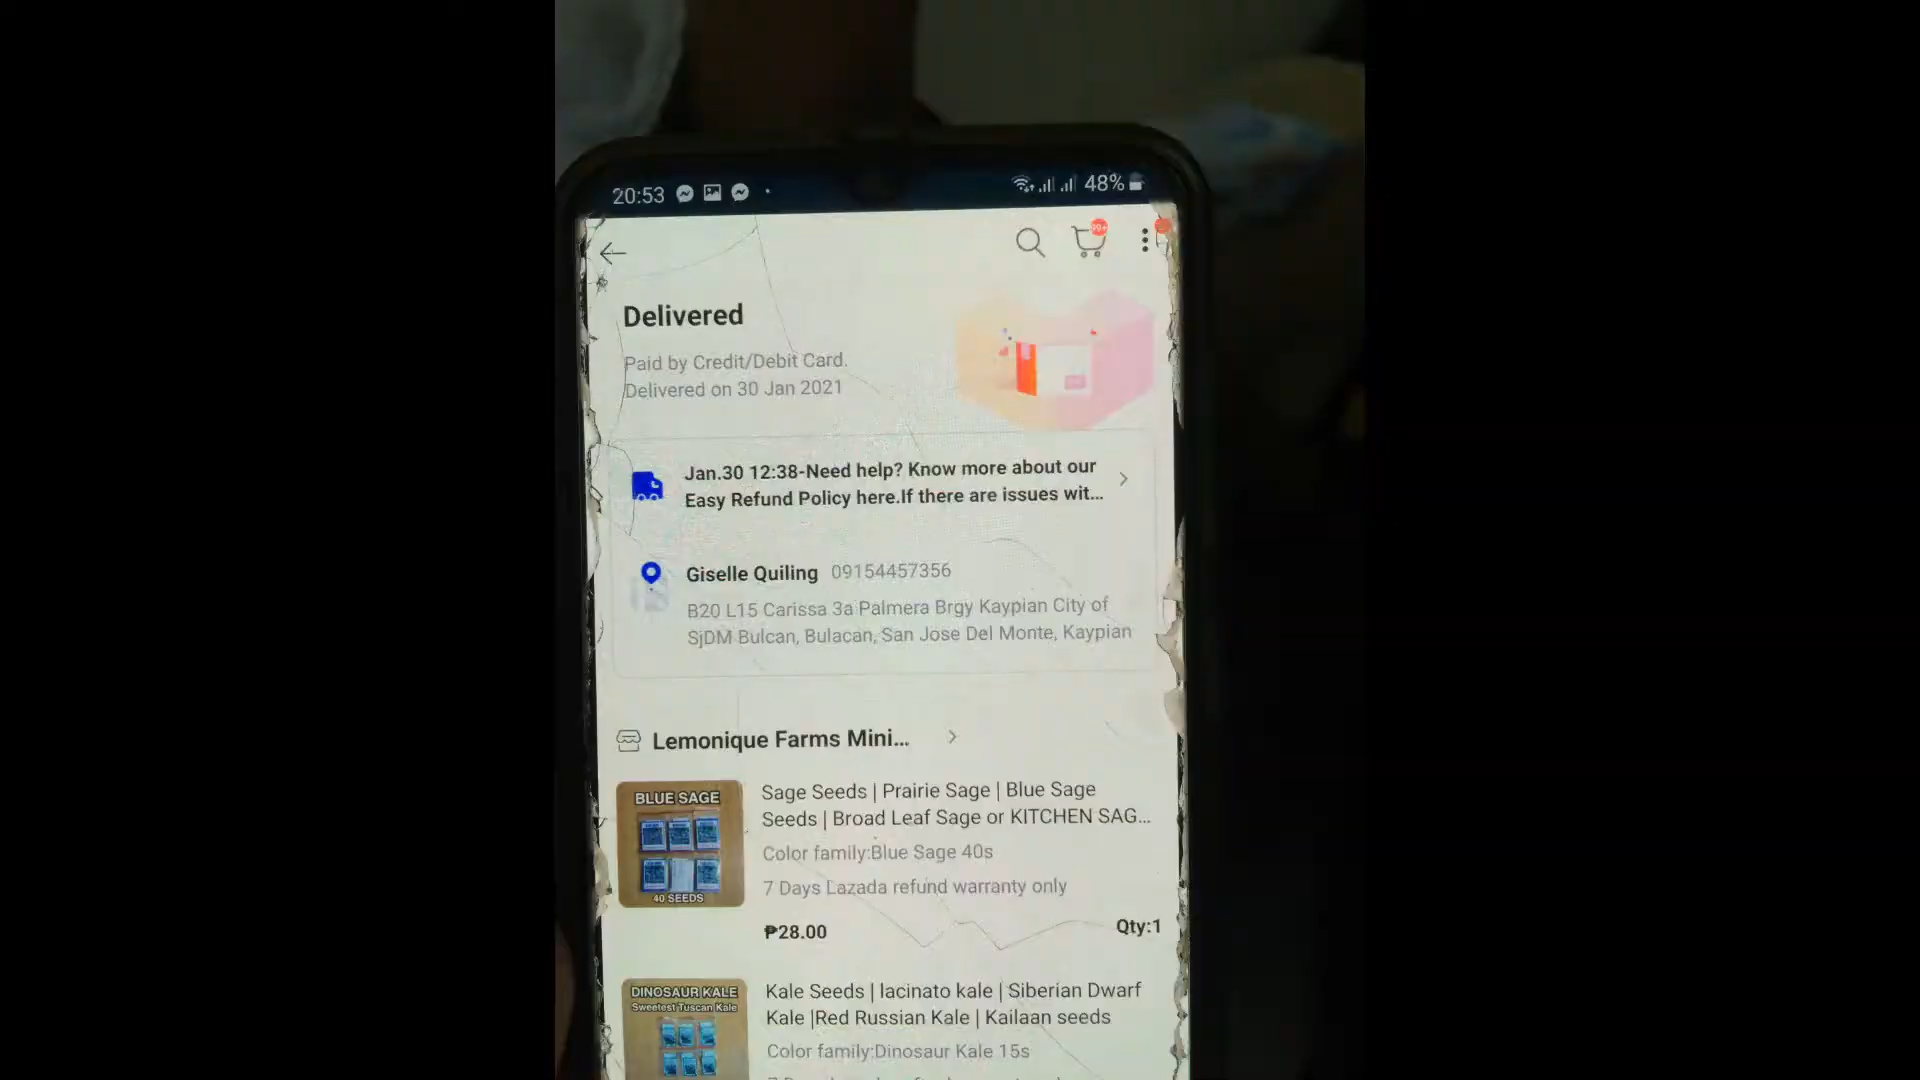 20:53
48%
99+
Delivered
Paid by Credit/Debit Card.
Delivered on 30 Jan 2021
Jan.30 12:38-Need help? Know more about our
Easy Refund Policy here.If there are issues wit...
Giselle Quiling 09154457356
B20 L15 Carissa 3a Palmera Brgy Kaypian City of
SjDM Bulcan, Bulacan, San Jose Del Monte, Kaypian
Lemonique Farms Mini...
BLUE SAGE
40 SEEDS
Sage Seeds | Prairie Sage | Blue Sage
Seeds | Broad Leaf Sage or KITCHEN SAG...
Color family:Blue Sage 40s
7 Days Lazada refund warranty only
₱28.00
Qty:1
DINOSAUR KALE
Sweetest Tuscan Kale
Kale Seeds | lacinato kale | Siberian Dwarf
Kale |Red Russian Kale | Kailaan seeds
Color family:Dinosaur Kale 15s